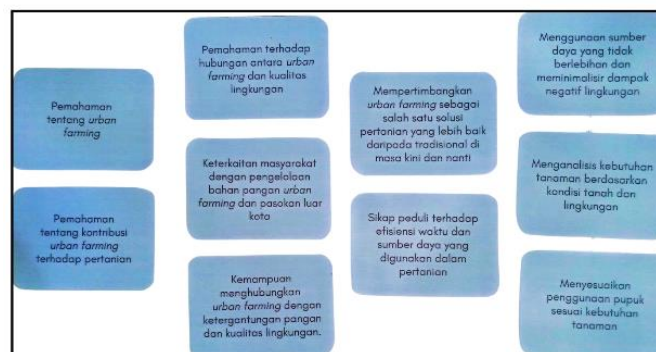 Pemahaman
tentang urban
farming
Pemahaman
tentang kontribusi
urban farming
terhadap pertanian
Pemahaman terhadap
hubungan antara urban
farming dan kualitas
lingkungan
Keterkaitan masyarakat
dengan pengelolaan
bahan pangan urban
farming dan pasokan luar
kota
Kemampuan
menghubungkan
urban farming dengan
ketergantungan pangan
dan kualitas lingkungan.
Mempertimbangkan
urban farming sebagai
salah satu solusi
pertanian yang lebih baik
daripada tradisional di
masa kini dan nanti
Sikap peduli terhadap
efisiensi waktu dan
sumber daya yang
digunakan dalam
pertanian
Menggunaan sumber
daya yang tidak
berlebihan dan
meminimalisir dampak
negatif lingkungan
Menganalisis kebutuhan
tanaman berdasarkan
kondisi tanah dan
lingkungan
Menyesuaikan
penggunaan pupuk
sesuai kebutuhan
tanaman